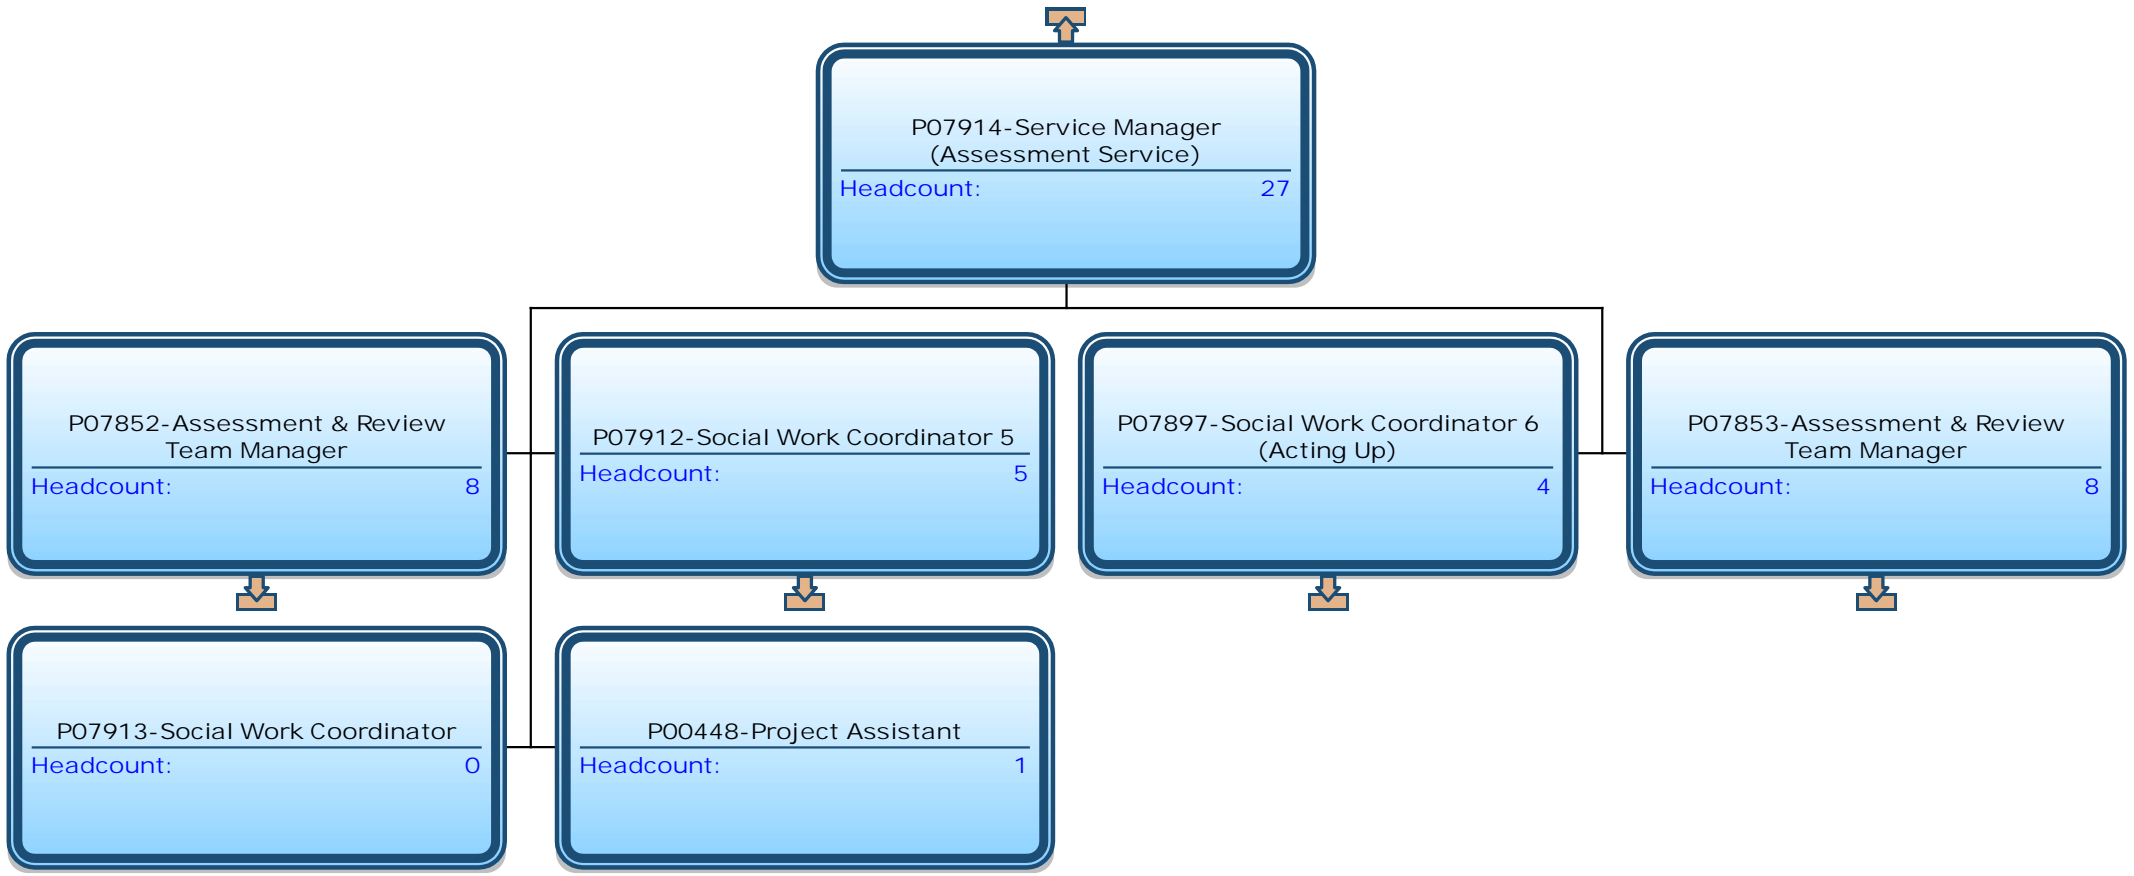 P07914-Service Manager
(Assessment Service)
Headcount: 27
P07852-Assessment & Review
Team Manager
Headcount: 8
P07912-Social Work Coordinator 5
Headcount: 5
P07897-Social Work Coordinator 6
(Acting Up)
Headcount: 4
P07853-Assessment & Review
Team Manager
Headcount: 8
P07913-Social Work Coordinator
Headcount: 0
P00448-Project Assistant
Headcount: 1